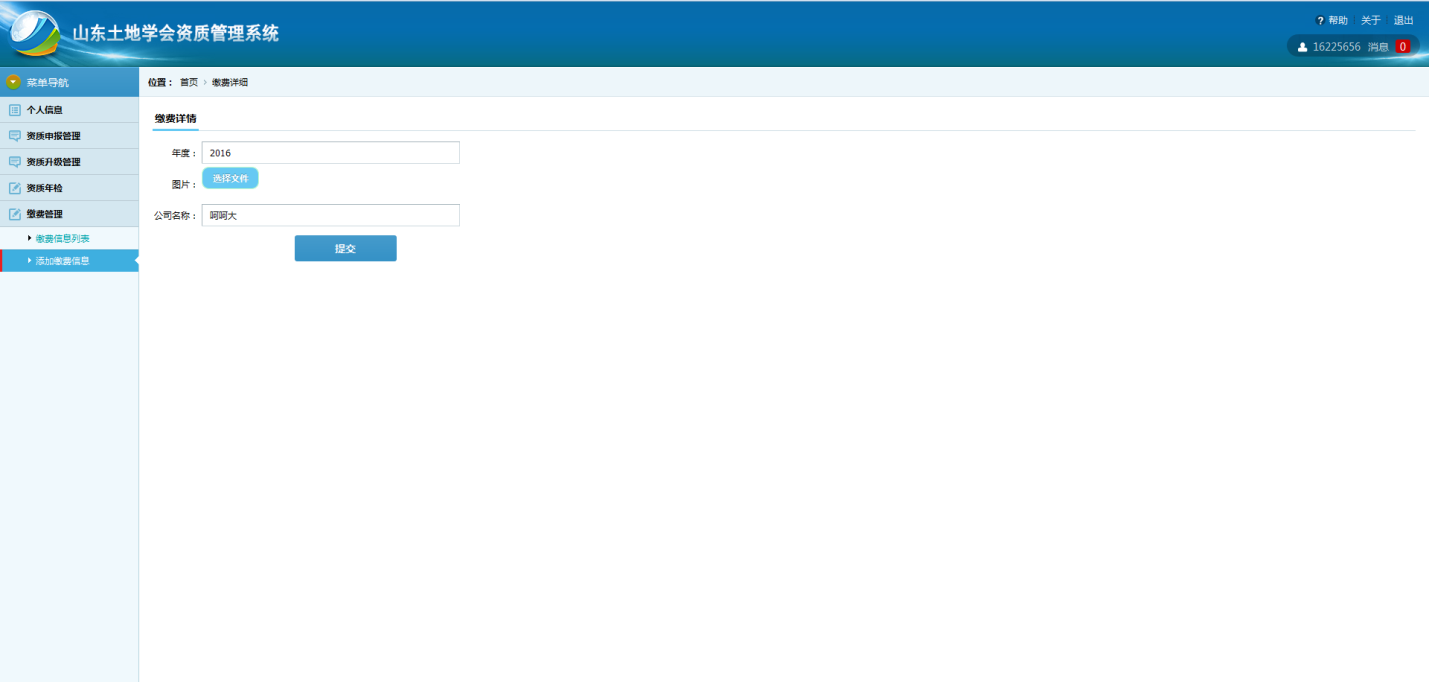 山东土地学会资质管理系统
? 帮助 关于 退出
16225656 消息 0
菜单导航
位置： 首页 › 缴费详细
个人信息
资质申报管理
资质升级管理
资质年检
缴费管理
缴费信息列表
添加缴费信息
缴费详情
年度： 2016
图片： 选择文件
公司名称： 呵呵大
提交